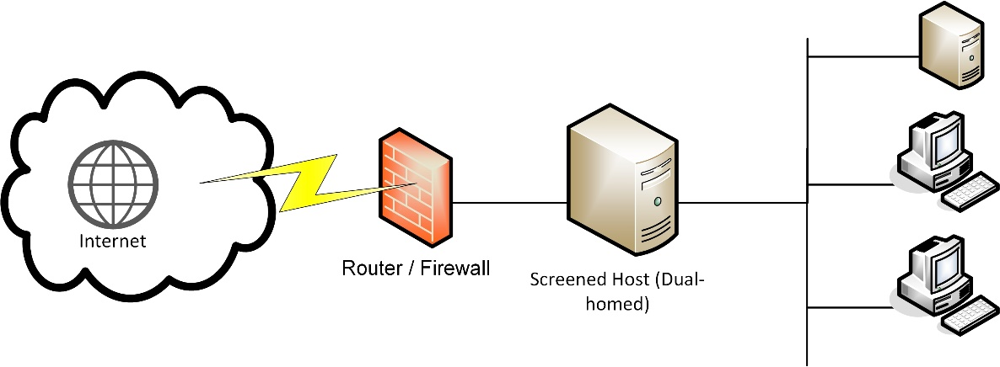 Internet
Router / Firewall
Screened Host (Dual-
homed)